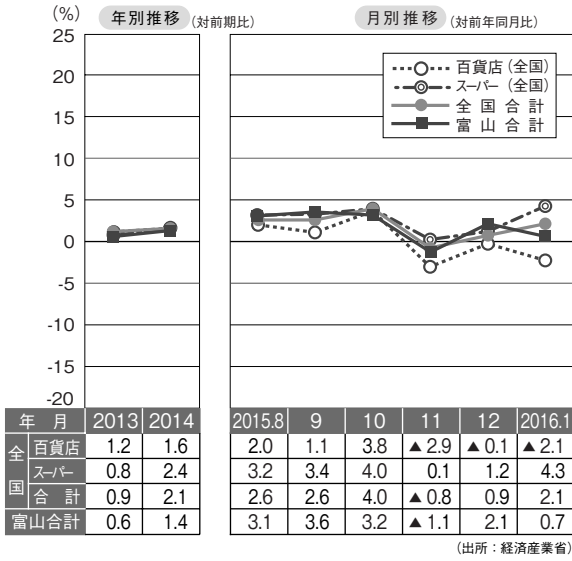 (%) 年別推移 (対前期比) 月別推移 (対前年同月比)
25
20
15
10
5
0
-5
-10
-15
-20
百貨店(全国)
スーパー(全国)
全国合計
富山合計
年 月 2013 2014 2015.8 9 10 11 12 2016.1
全国 百貨店 1.2 1.6 2.0 1.1 3.8 ▲2.9 ▲0.1 ▲2.1
スーパー 0.8 2.4 3.2 3.4 4.0 0.1 1.2 4.3
合計 0.9 2.1 2.6 2.6 4.0 ▲0.8 0.9 2.1
富山合計 0.6 1.4 3.1 3.6 3.2 ▲1.1 2.1 0.7
(出所:経済産業省)